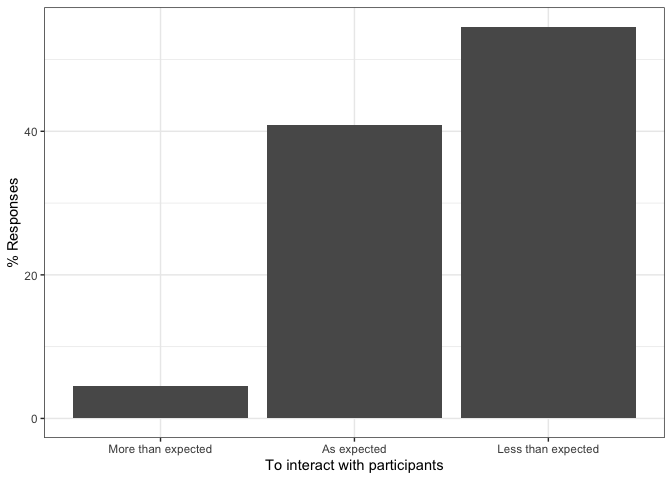 % Responses
40
20
0
More than expected
As expected
Less than expected
To interact with participants